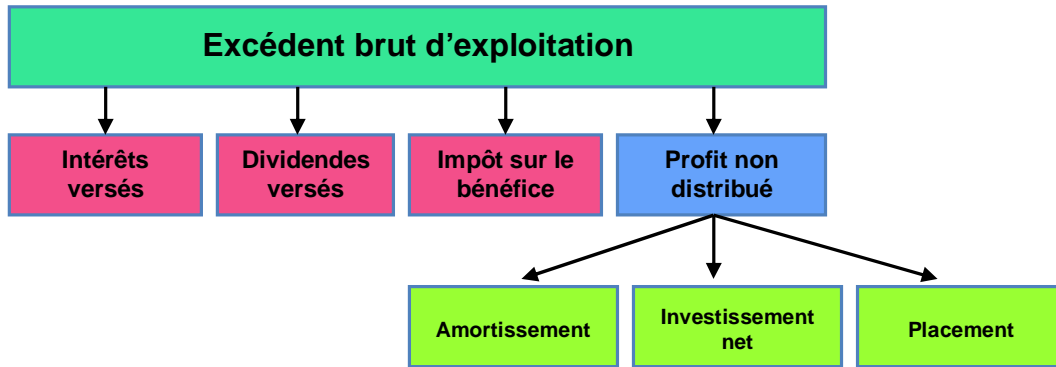 Excédent brut d’exploitation
Intérêts
versés
Dividendes
versés
Impôt sur le
bénéfice
Profit non
distribué
Amortissement
Investissement
net
Placement